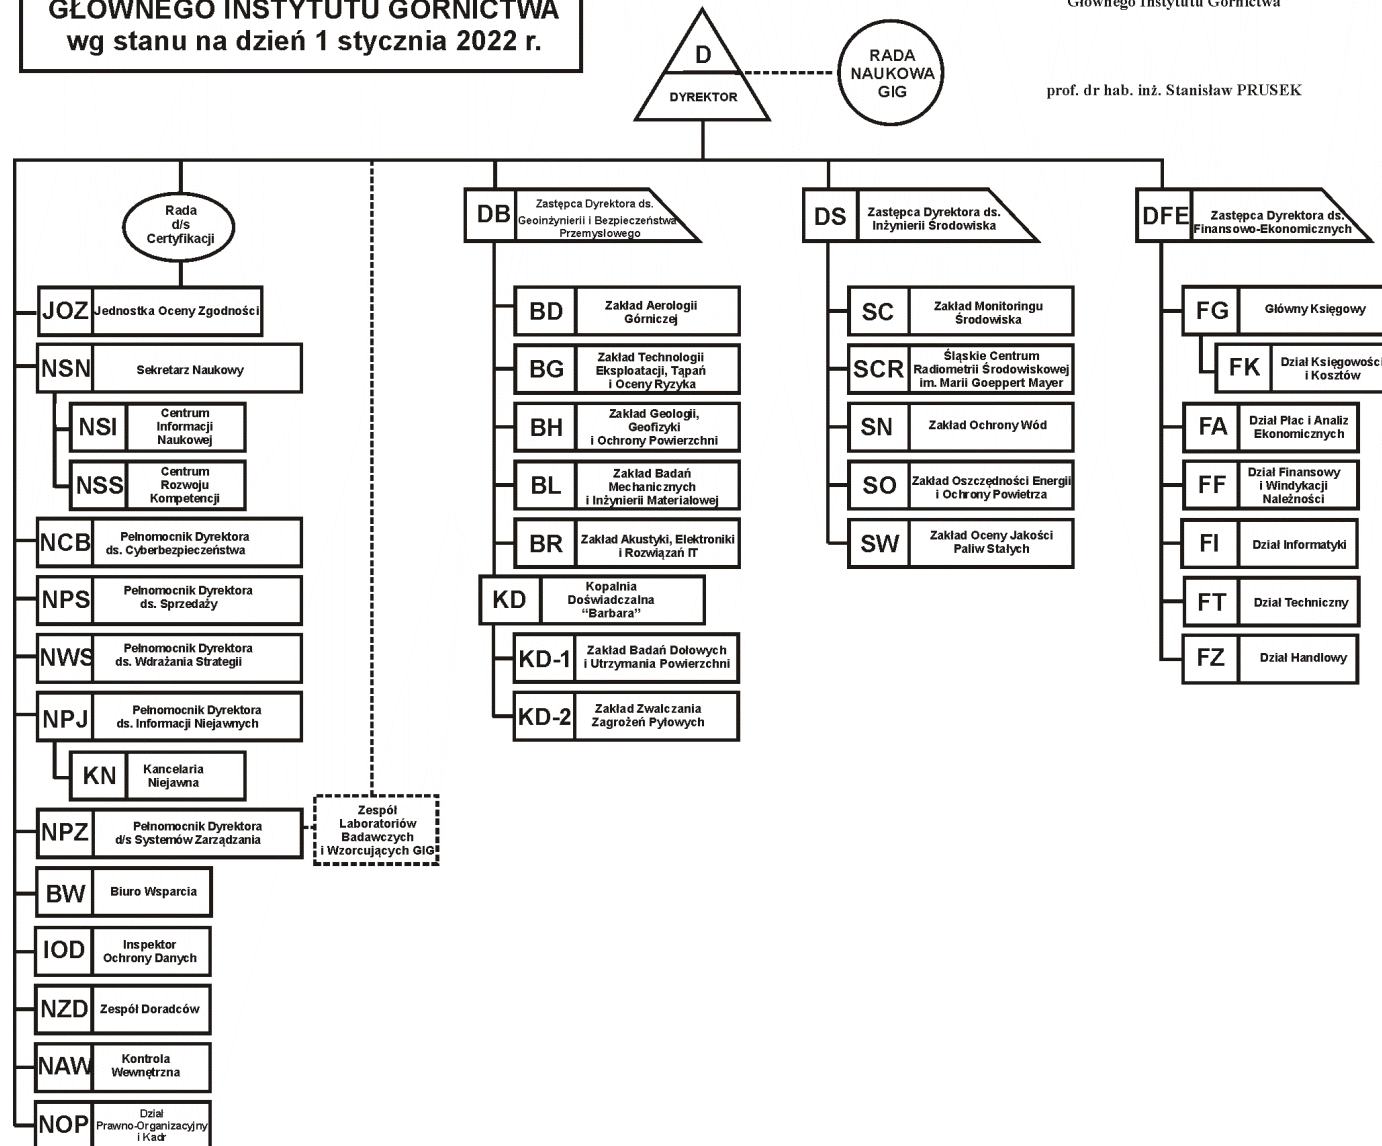 GŁÓWNEGO INSTYTUTU GÓRNICTWA
wg stanu na dzień 1 stycznia 2022 r.
Głównego Instytutu Górnictwa
prof. dr hab. inż. Stanisław PRUSEK
D
DYREKTOR
RADA
NAUKOWA
GIG
Rada
d/s
Certyfikacji
JOZ
Jednostka Oceny Zgodności
NSN
Sekretarz Naukowy
NSI
Centrum
Informacji
Naukowej
NSS
Centrum
Rozwoju
Kompetencji
NCB
Pełnomocnik Dyrektora
ds. Cyberbezpieczeństwa
NPS
Pełnomocnik Dyrektora
ds. Sprzedaży
NWS
Pełnomocnik Dyrektora
ds. Wdrażania Strategii
NPJ
Pełnomocnik Dyrektora
ds. Informacji Niejawnych
KN
Kancelaria
Niejawna
NPZ
Pełnomocnik Dyrektora
d/s Systemów Zarządzania
Zespół
Laboratoriów
Badawczych
i Wzorcujących GIG
BW
Biuro Wsparcia
IOD
Inspektor
Ochrony Danych
NZD
Zespół Doradców
NAW
Kontrola
Wewnętrzna
NOP
Dział
Prawno-Organizacyjny
i Kadr
DB
Zastępca Dyrektora ds.
Geoinżynierii i Bezpieczeństwa
Przemysłowego
BD
Zakład Aerologii
Górniczej
BG
Zakład Technologii
Eksploatacji, Tąpań
i Oceny Ryzyka
BH
Zakład Geologii,
Geofizyki
i Ochrony Powierzchni
BL
Zakład Badań
Mechanicznych
i Inżynierii Materiałowej
BR
Zakład Akustyki, Elektroniki
i Rozwiązań IT
KD
Kopalnia
Doświadczalna
“Barbara”
KD-1
Zakład Badań Dołowych
i Utrzymania Powierzchni
KD-2
Zakład Zwalczania
Zagrożeń Pyłowych
DS
Zastępca Dyrektora ds.
Inżynierii Środowiska
SC
Zakład Monitoringu
Środowiska
SCR
Śląskie Centrum
Radiometrii Środowiskowej
im. Marii Goeppert Mayer
SN
Zakład Ochrony Wód
SO
Zakład Oszczędności Energii
i Ochrony Powietrza
SW
Zakład Oceny Jakości
Paliw Stałych
DFE
Zastępca Dyrektora ds.
Finansowo-Ekonomicznych
FG
Główny Księgowy
FK
Dział Księgowości
i Kosztów
FA
Dział Płac i Analiz
Ekonomicznych
FF
Dział Finansowy
i Windykacji
Należności
FI
Dział Informatyki
FT
Dział Techniczny
FZ
Dział Handlowy